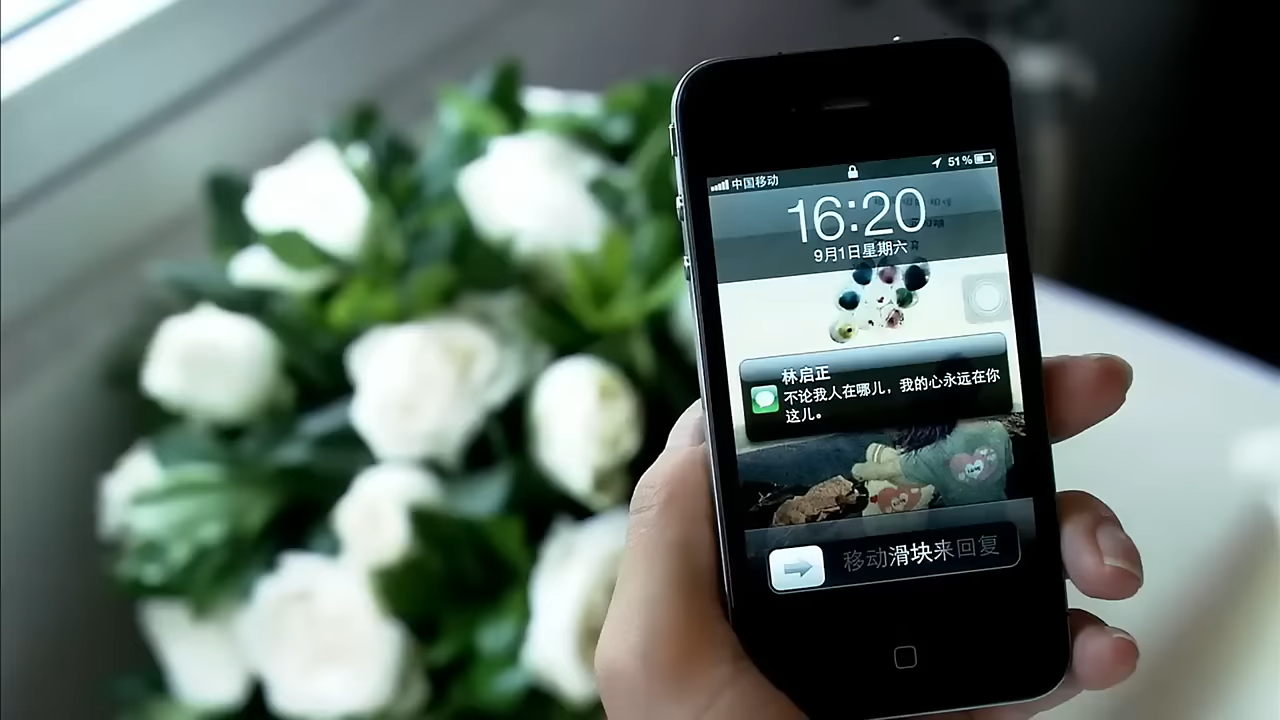 中国移动
51%
16:20
9月1日星期六
林启正
不论我人在哪儿，我的心永远在你
这儿。
移动滑块来回复